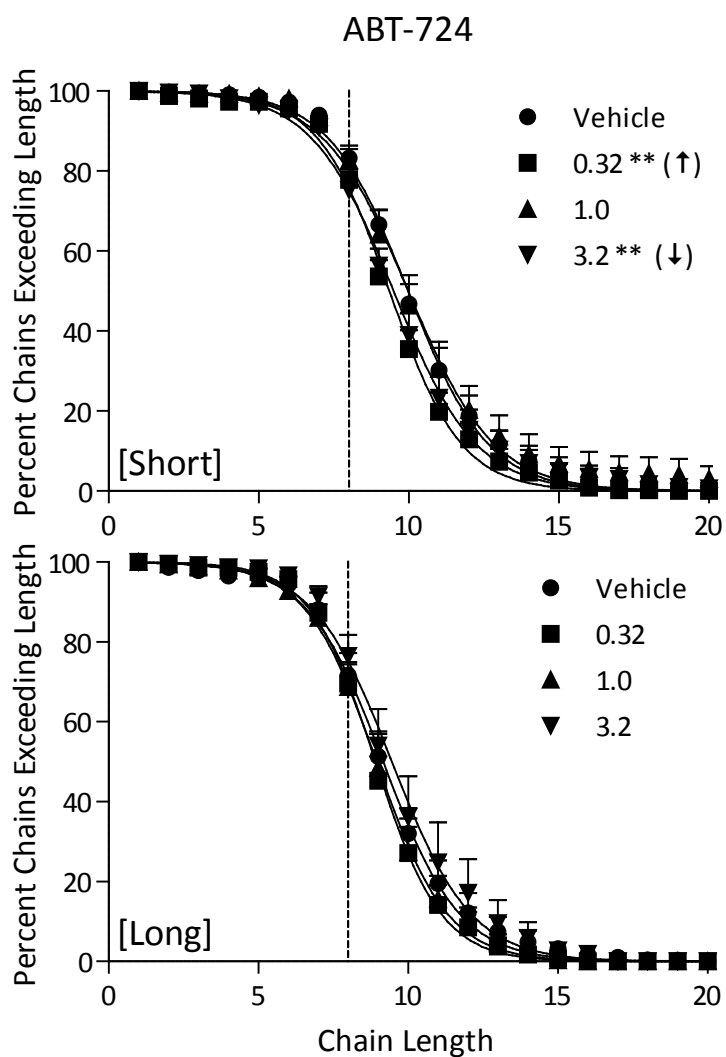 ABT-724
Percent Chains Exceeding Length
100
80
60
40
20
0
Vehicle
0.32 ** (↑)
1.0
3.2 ** (↓)
[Short]
0 5 10 15 20
Percent Chains Exceeding Length
100
80
60
40
20
0
Vehicle
0.32
1.0
3.2
[Long]
0 5 10 15 20
Chain Length